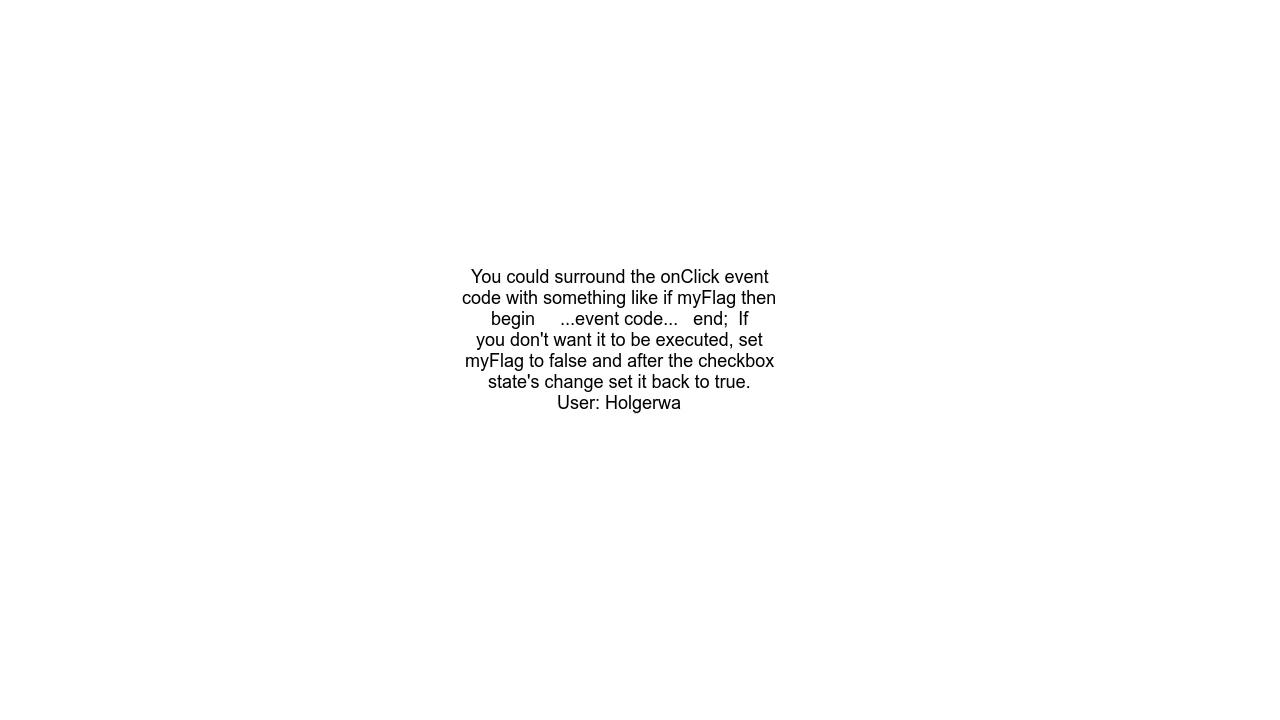 You could surround the onClick event
code with something like if myFlag then
begin     ...event code...   end;  If
you don't want it to be executed, set
myFlag to false and after the checkbox
state's change set it back to true.
User: Holgerwa